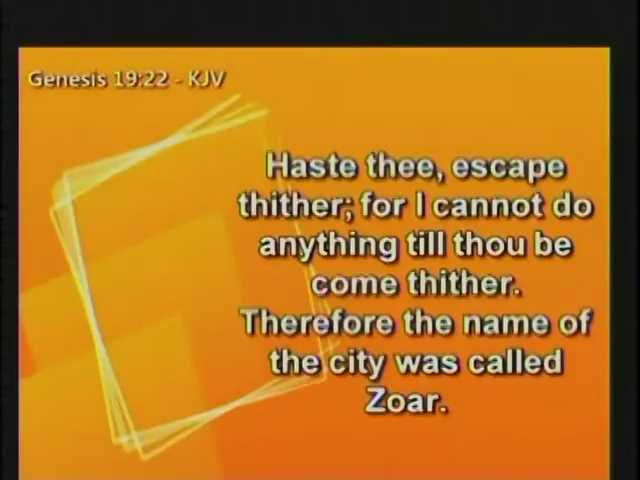 Genesis 19:22 - KJV
Haste thee, escape
thither; for I cannot do
anything till thou be
come thither.
Therefore the name of
the city was called
Zoar.